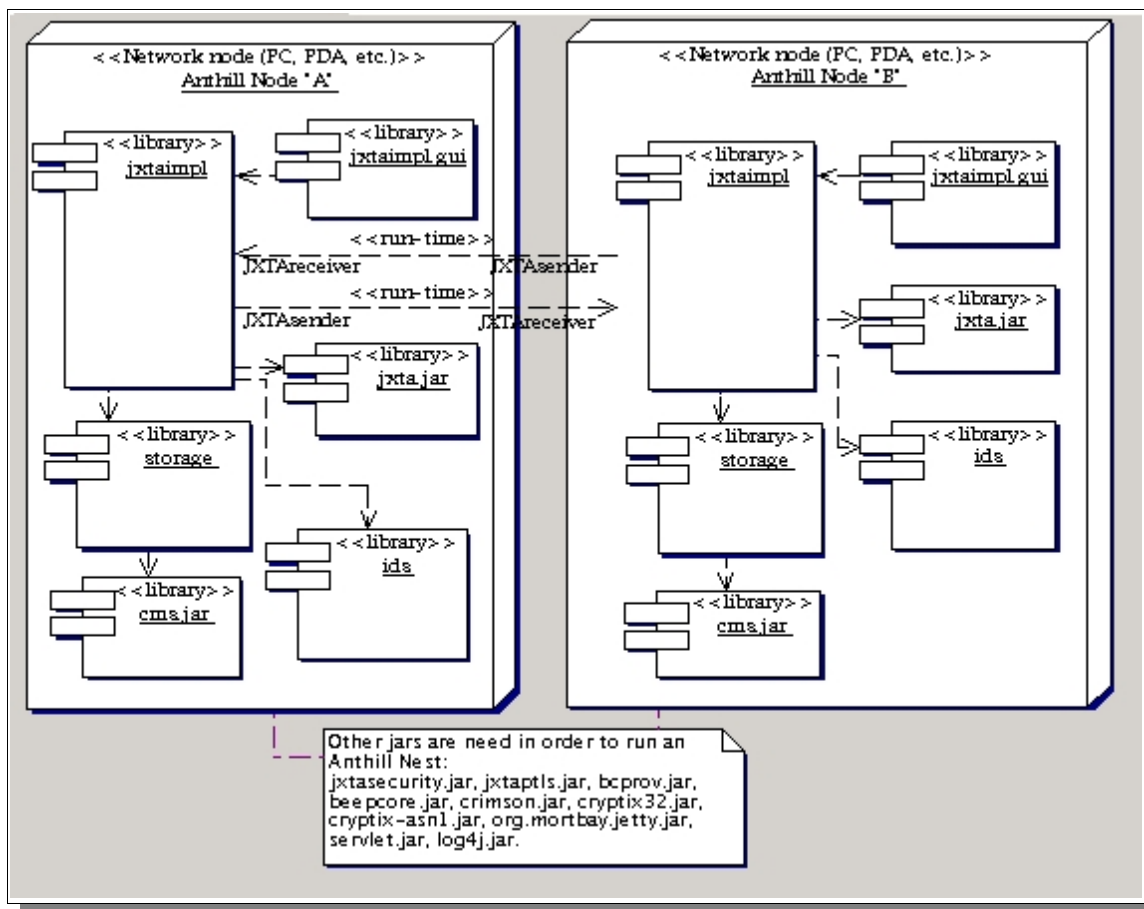 < <Network node (PC, PDA, etc.)> >
Anthill Node "A"
< <library> >
jxtaimpl
< <library> >
jxtaimpl.gui
< <run-time> >
JXTAreceiver
JXTAsender
< <run-time> >
JXTAsender
JXTAreceiver
< <library> >
jxta.jar
< <library> >
storage
< <library> >
ids
< <library> >
cms.jar
< <Network node (PC, PDA, etc.)> >
Anthill Node "B"
< <library> >
jxtaimpl
< <library> >
jxtaimpl.gui
< <library> >
jxta.jar
< <library> >
storage
< <library> >
ids
< <library> >
cms.jar
Other jars are need in order to run an
Anthill Nest:
jxtasecurity.jar, jxtaptls.jar, bcprov.jar,
beepcore.jar, crimson.jar, cryptix32.jar,
cryptix-asn1.jar, org.mortbay.jetty.jar,
servlet.jar, log4j.jar.